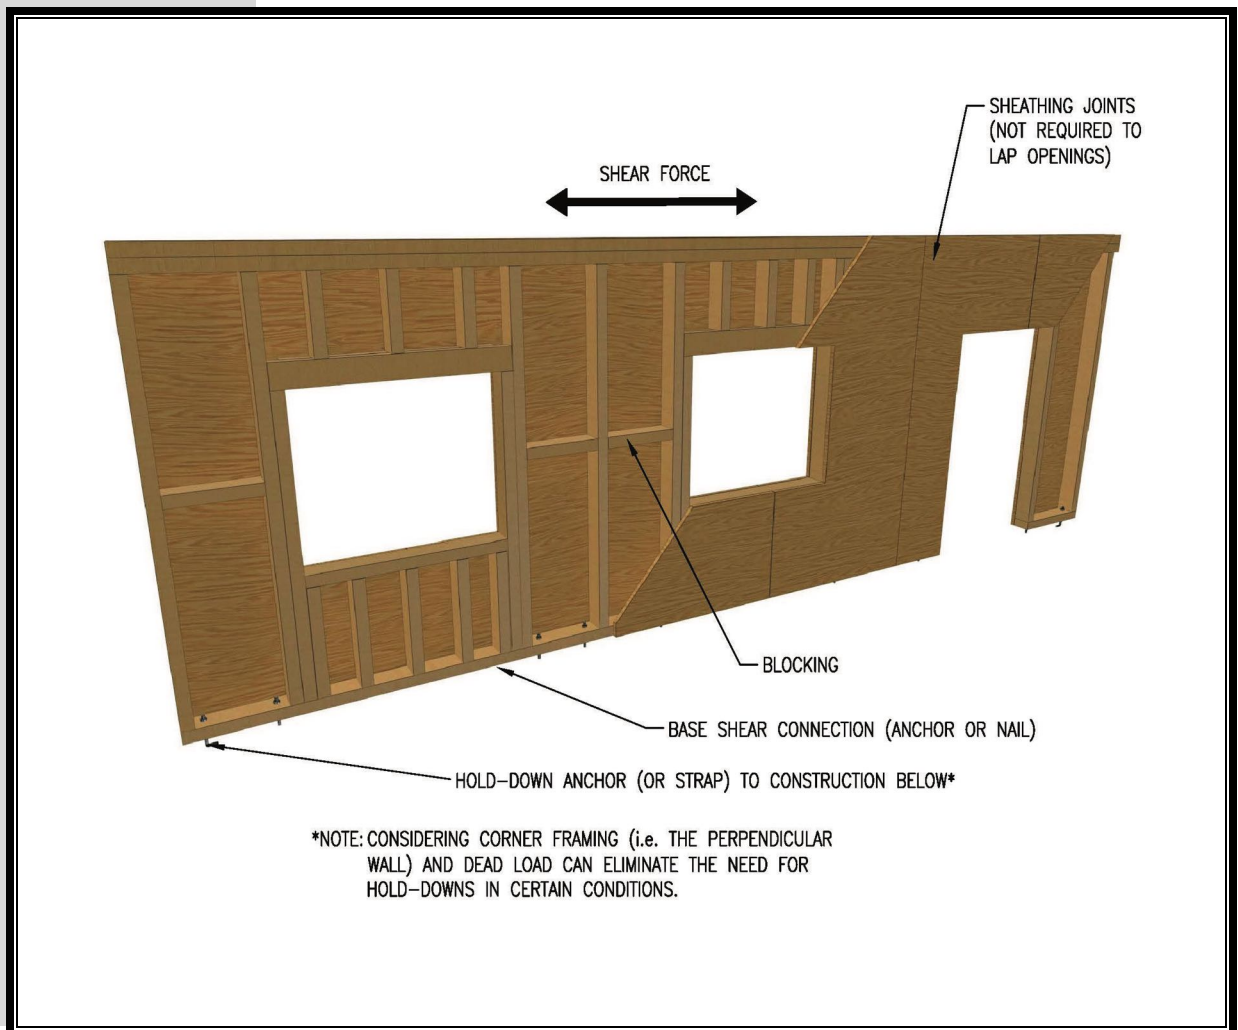 SHEATHING JOINTS
(NOT REQUIRED TO
LAP OPENINGS)
SHEAR FORCE
BLOCKING
BASE SHEAR CONNECTION (ANCHOR OR NAIL)
HOLD-DOWN ANCHOR (OR STRAP) TO CONSTRUCTION BELOW*
*NOTE: CONSIDERING CORNER FRAMING (i.e. THE PERPENDICULAR
WALL) AND DEAD LOAD CAN ELIMINATE THE NEED FOR
HOLD-DOWNS IN CERTAIN CONDITIONS.